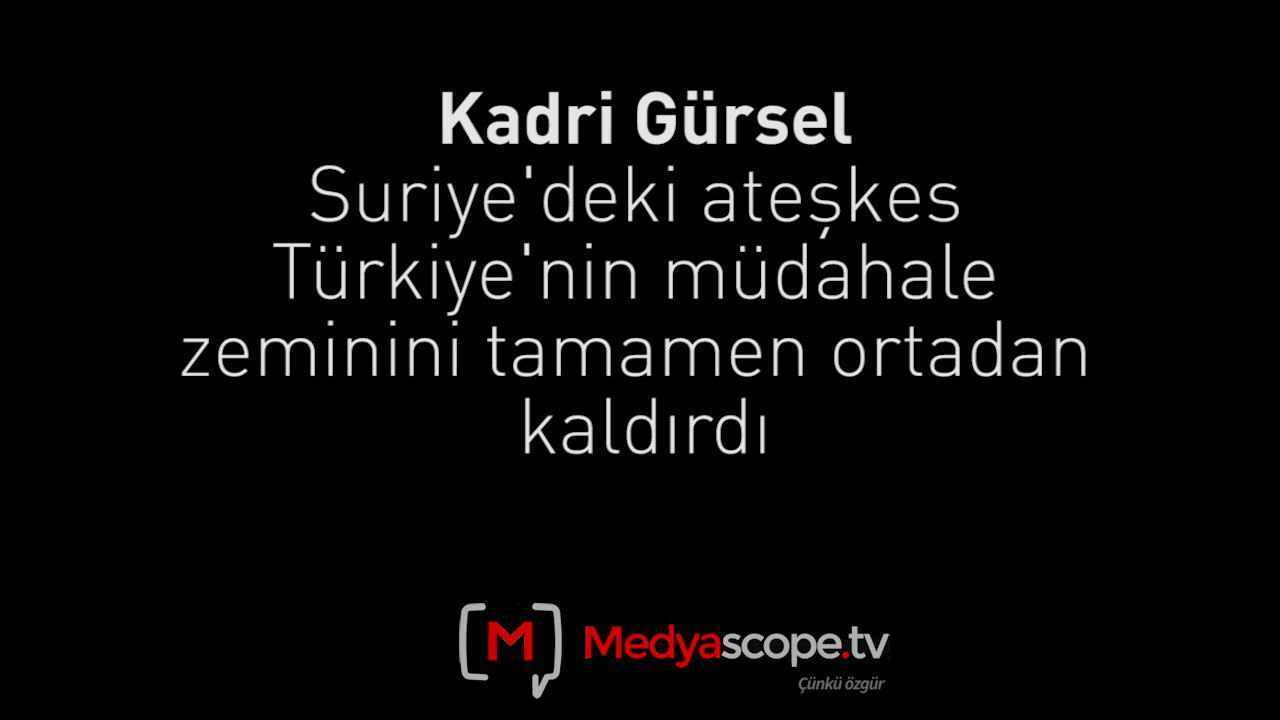 Kadri Gürsel
Suriye'deki ateşkes
Türkiye'nin müdahale
zeminini tamamen ortadan
kaldırdı
M Medyascope.tv
Çünkü özgür